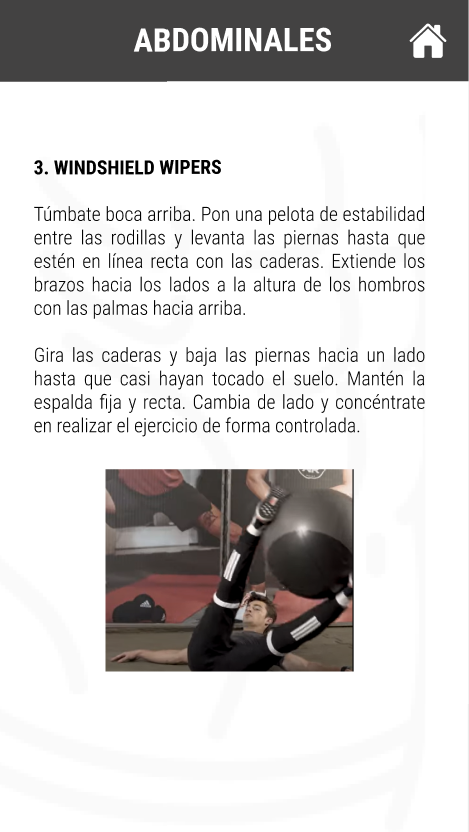 ABDOMINALES
3. WINDSHIELD WIPERS
Túmbate boca arriba. Pon una pelota de estabilidad
entre las rodillas y levanta las piernas hasta que
estén en línea recta con las caderas. Extiende los
brazos hacia los lados a la altura de los hombros
con las palmas hacia arriba.
Gira las caderas y baja las piernas hacia un lado
hasta que casi hayan tocado el suelo. Mantén la
espalda fija y recta. Cambia de lado y concéntrate
en realizar el ejercicio de forma controlada.